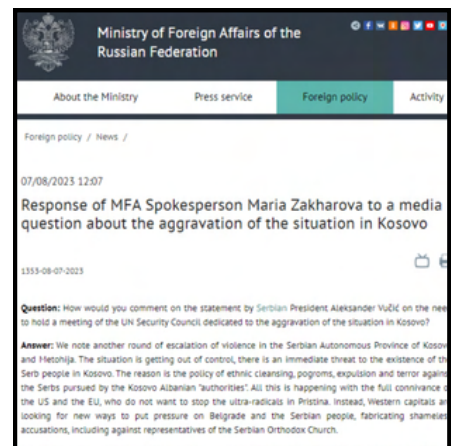 Ministry of Foreign Affairs of the
Russian Federation
About the Ministry Press service Foreign policy Activity
Foreign policy / News /
07/08/2023 12:07
Response of MFA Spokesperson Maria Zakharova to a media
question about the aggravation of the situation in Kosovo
1353-08-07-2023
Question: How would you comment on the statement by Serbian President Aleksander Vučić on the nee
to hold a meeting of the UN Security Council dedicated to the aggravation of the situation in Kosovo?
Answer: We note another round of escalation of violence in the Serbian Autonomous Province of Kosov
and Metohija. The situation is getting out of control, there is an immediate threat to the existence of th
Serb people in Kosovo. The reason is the policy of ethnic cleansing, pogroms, expulsion and terror agains
the Serbs pursued by the Kosovo Albanian "authorities". All this is happening with the full connivance o
the US and the EU, who do not want to stop the ultra-radicals in Pristina. Instead, Western capitals ar
looking for new ways to put pressure on Belgrade and the Serbian people, fabricating shameles
accusations, including against representatives of the Serbian Orthodox Church.